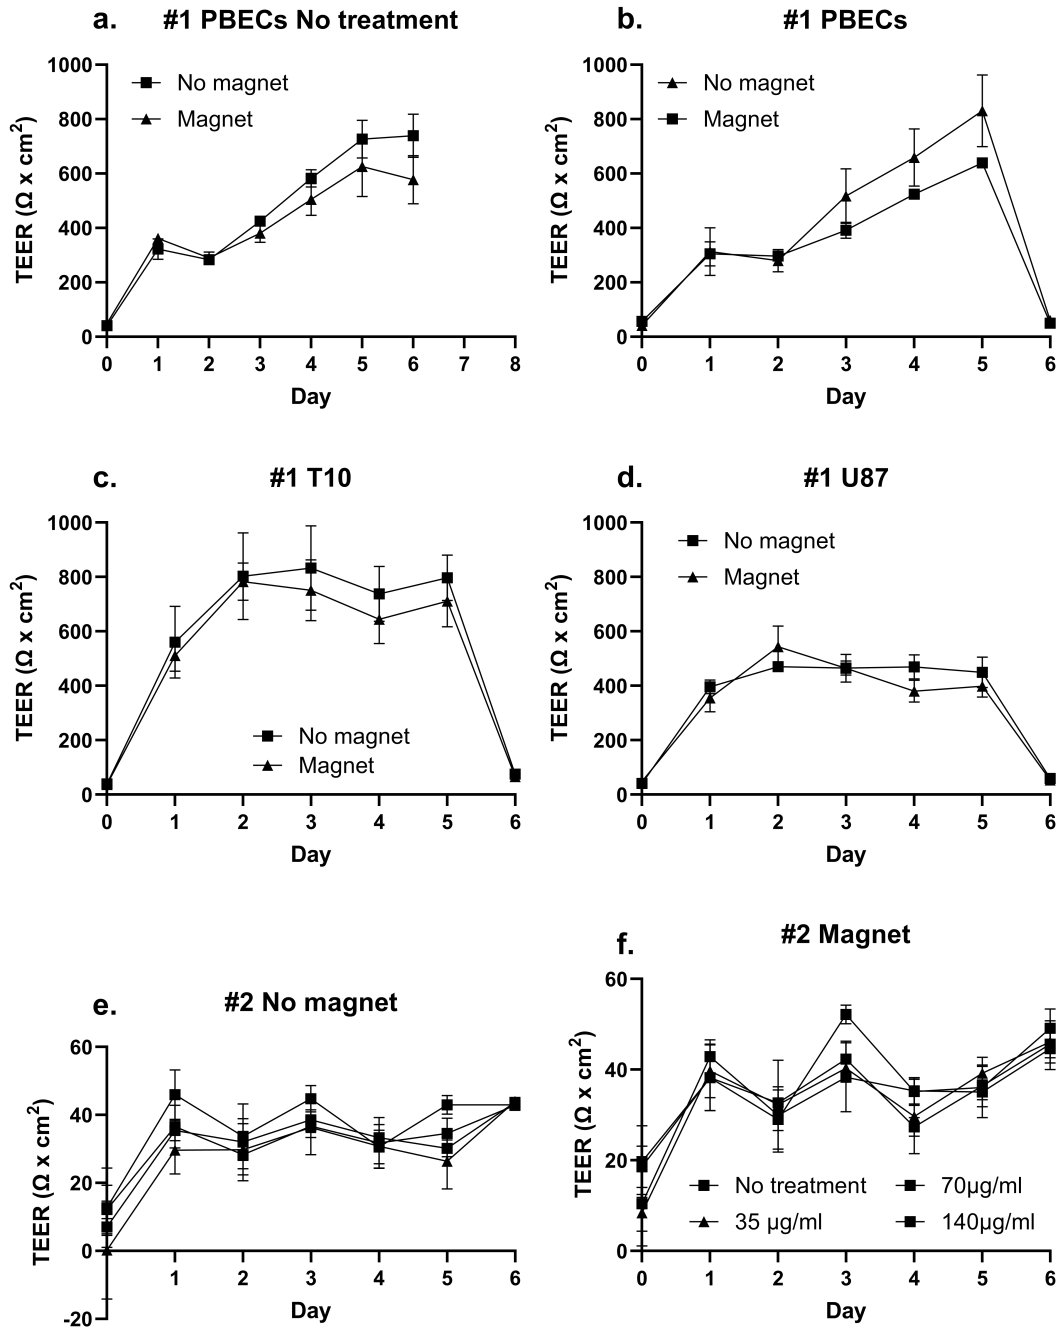 a. #1 PBECs No treatment
1000
800
600
400
200
0
TEER (Ω x cm²)
No magnet
Magnet
0 1 2 3 4 5 6 7 8
Day
b. #1 PBECs
1000
800
600
400
200
0
TEER (Ω x cm²)
No magnet
Magnet
0 1 2 3 4 5 6
Day
c. #1 T10
1000
800
600
400
200
0
TEER (Ω x cm²)
No magnet
Magnet
0 1 2 3 4 5 6
Day
d. #1 U87
1000
800
600
400
200
0
TEER (Ω x cm²)
No magnet
Magnet
0 1 2 3 4 5 6
Day
e. #2 No magnet
60
40
20
0
-20
TEER (Ω x cm²)
1 2 3 4 5 6
Day
f. #2 Magnet
60
40
20
0
TEER (Ω x cm²)
No treatment 70µg/ml
35 µg/ml 140µg/ml
0 1 2 3 4 5 6
Day